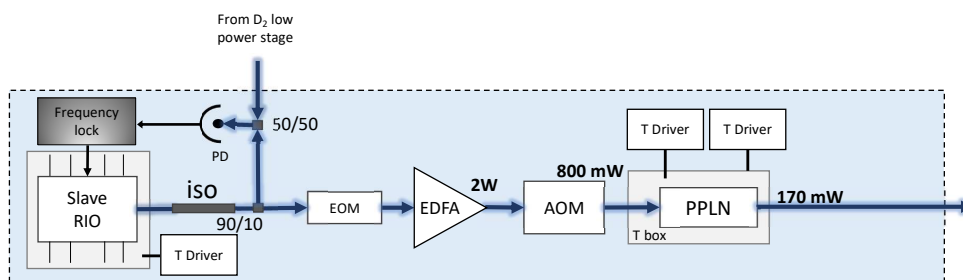 From D₂ low
power stage
Frequency
lock
50/50
PD
T Driver
T Driver
Slave
RIO
iso
90/10
EOM
EDFA
2W
AOM
800 mW
PPLN
170 mW
T box
T Driver